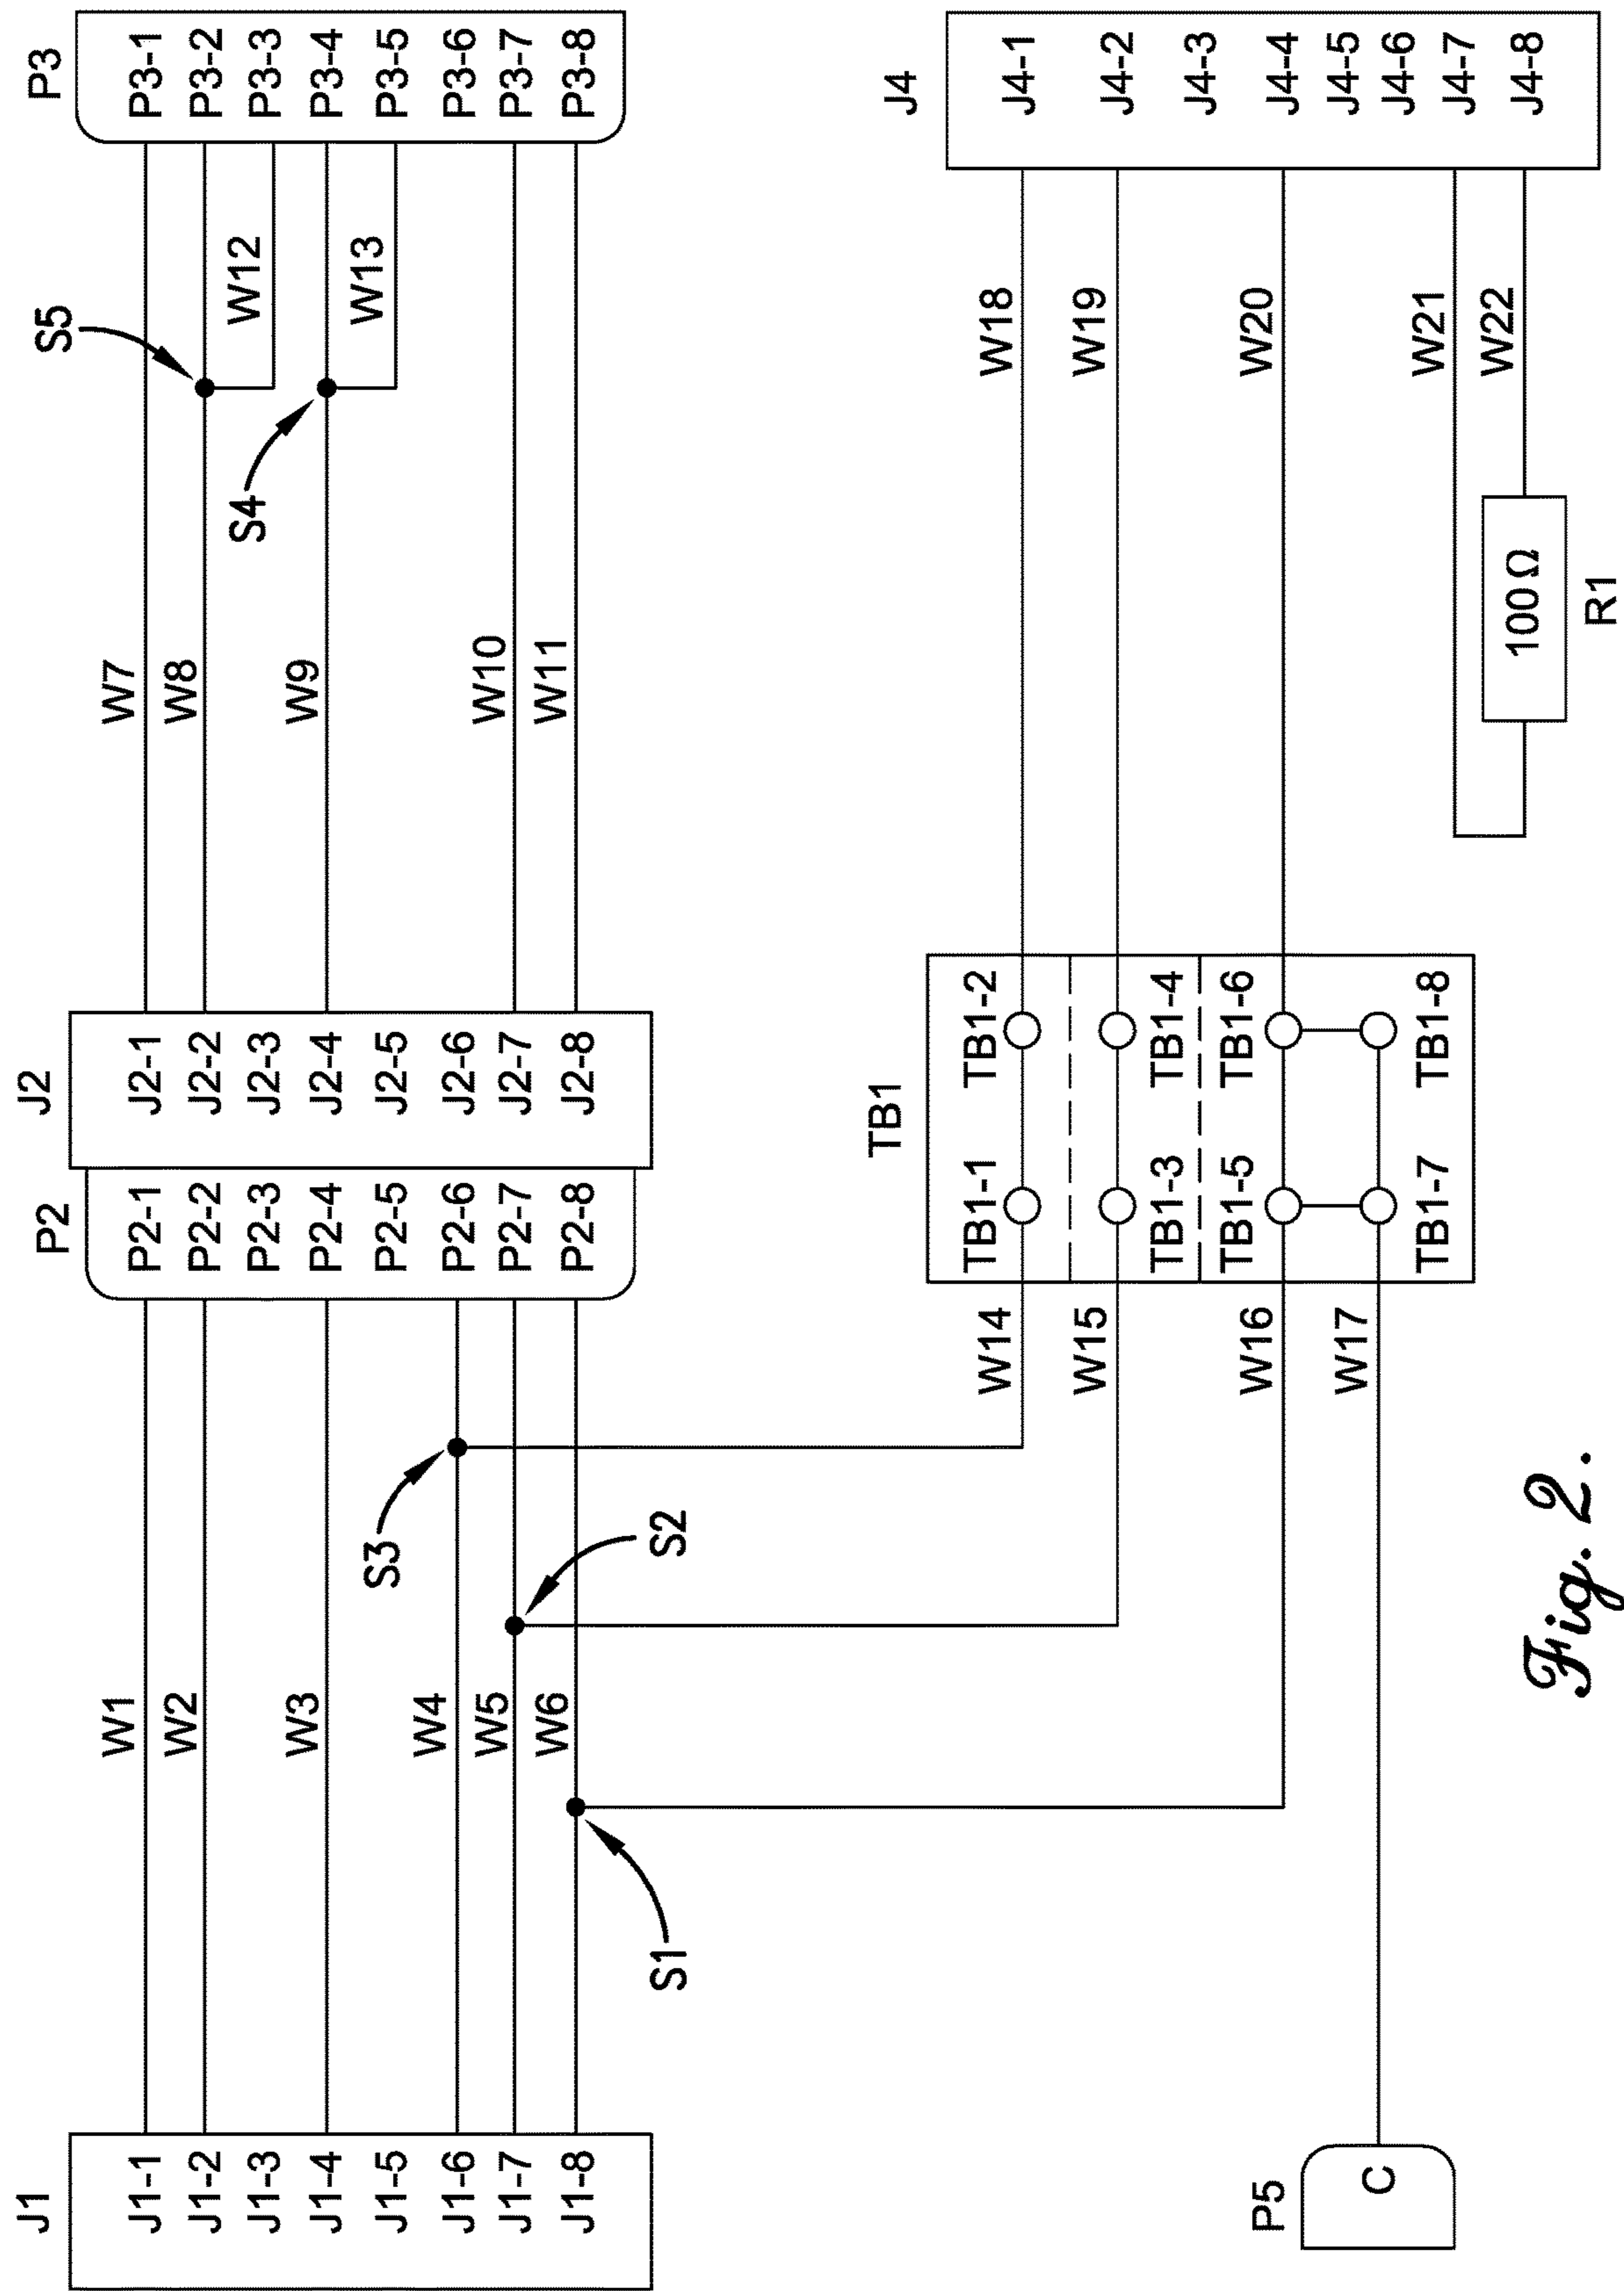 J1
J1-1
J1-2
J1-3
J1-4
J1-5
J1-6
J1-7
J1-8
W1
W2
W3
W4
W5
W6
S1
S2
S3
P2
P2-1
P2-2
P2-3
P2-4
P2-5
P2-6
P2-7
P2-8
J2
J2-1
J2-2
J2-3
J2-4
J2-5
J2-6
J2-7
J2-8
W7
W8
W9
W10
W11
S4
S5
W12
W13
P3
P3-1
P3-2
P3-3
P3-4
P3-5
P3-6
P3-7
P3-8
P5
C
W14
W15
W16
W17
TB1
TB1-1
TB1-2
TB1-3
TB1-4
TB1-5
TB1-6
TB1-7
TB1-8
W18
W19
W20
W21
W22
100 Ω
R1
J4
J4-1
J4-2
J4-3
J4-4
J4-5
J4-6
J4-7
J4-8
Fig. 2.